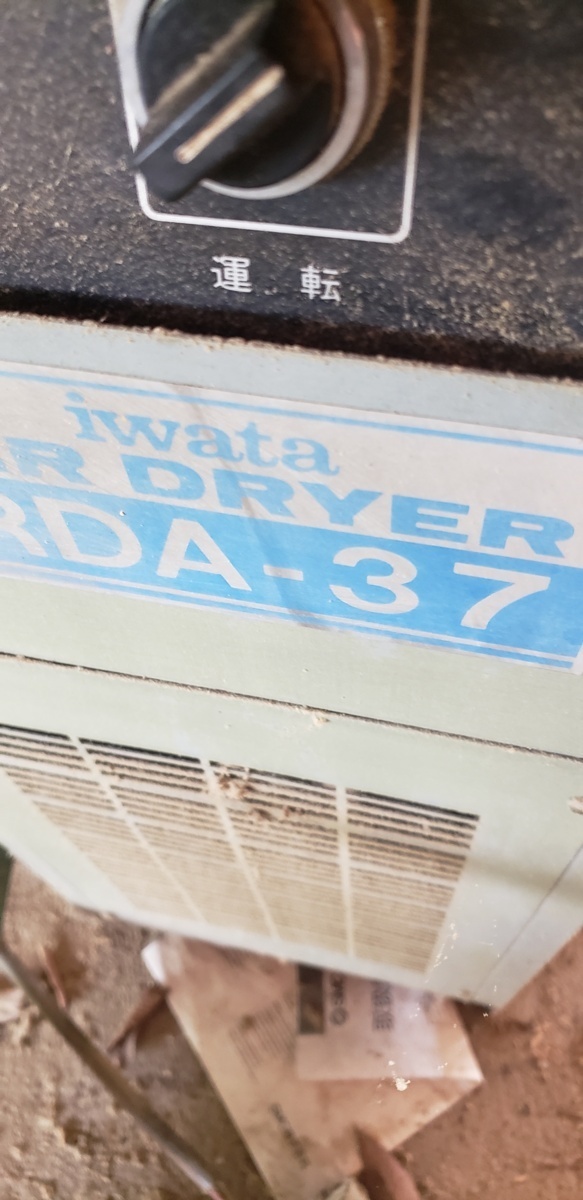 運 転
iwata
R DRYER
RDA-37